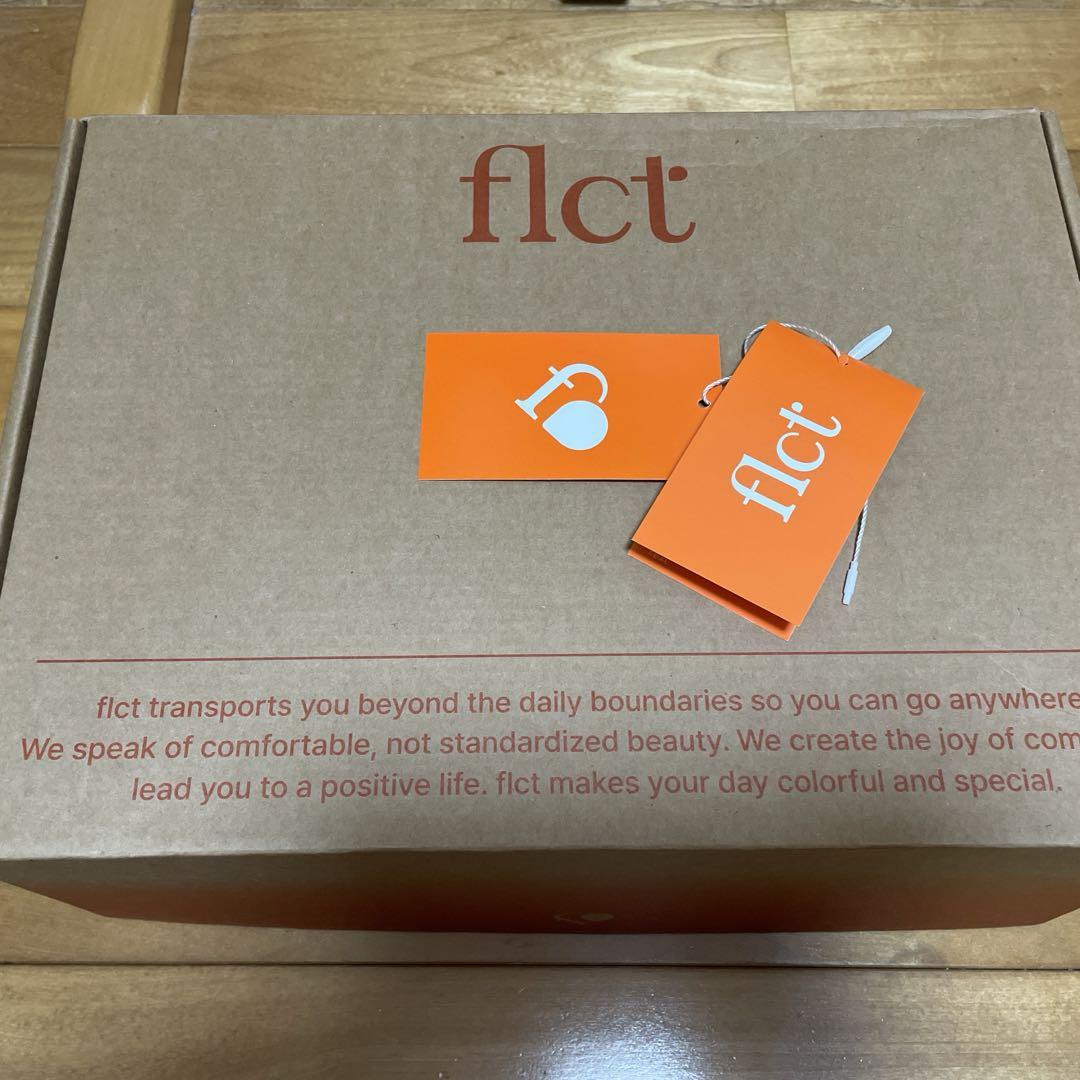 flct
f
flct
flct transports you beyond the daily boundaries so you can go anywhere
We speak of comfortable, not standardized beauty. We create the joy of com
lead you to a positive life. flct makes your day colorful and special.